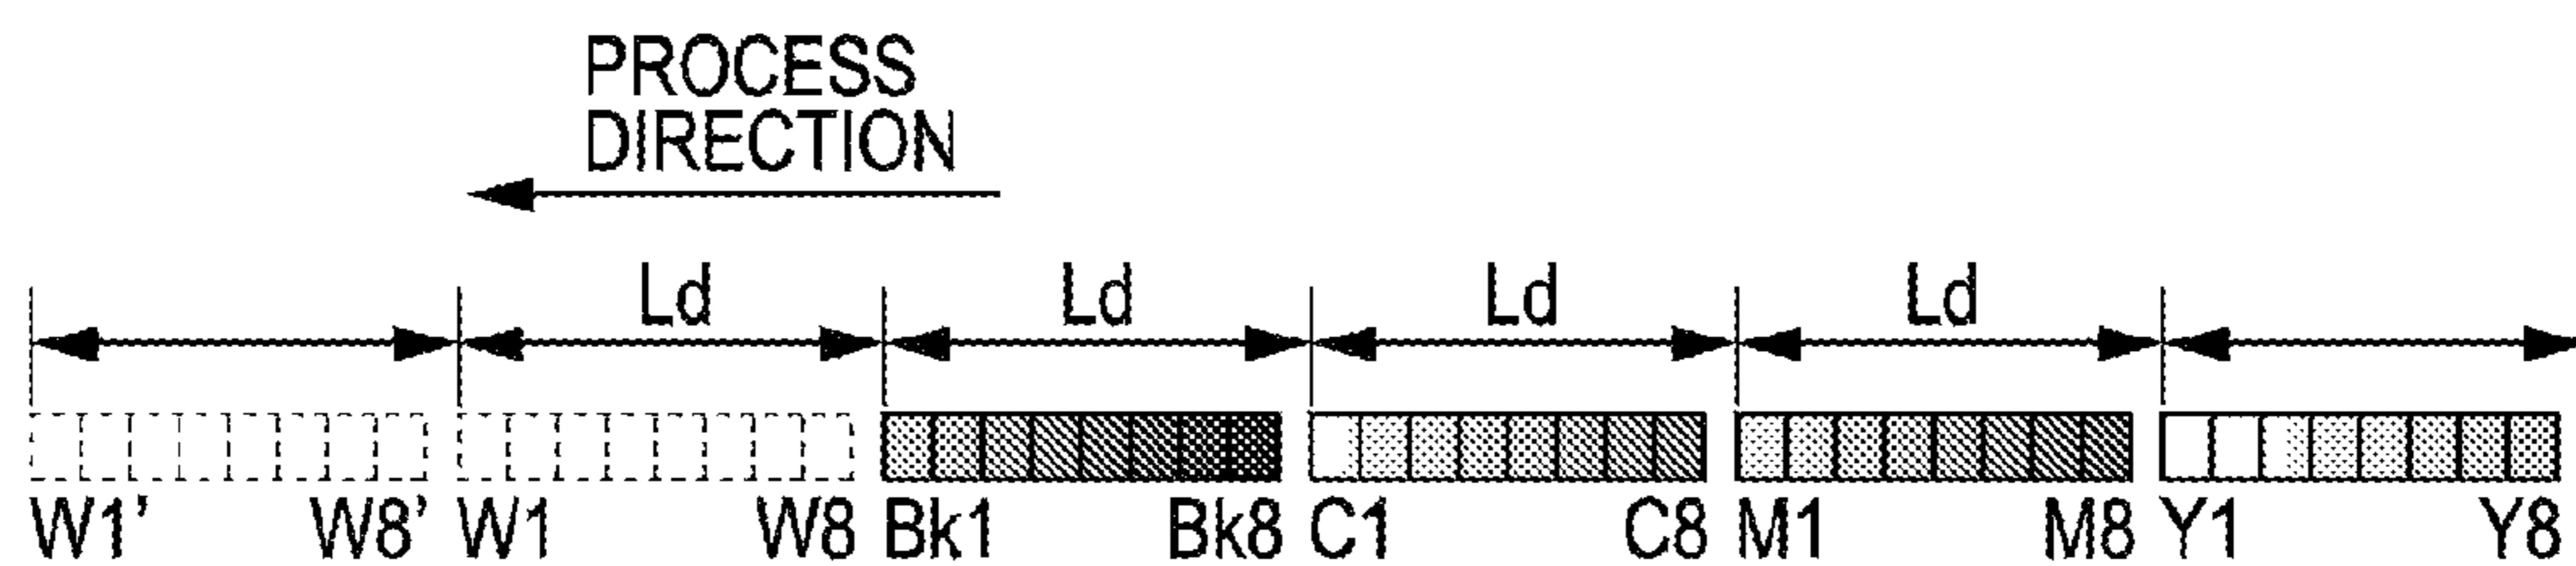 PROCESS
DIRECTION
Ld Ld Ld Ld
W1’ W8’ W1 W8 Bk1 Bk8 C1 C8 M1 M8 Y1 Y8